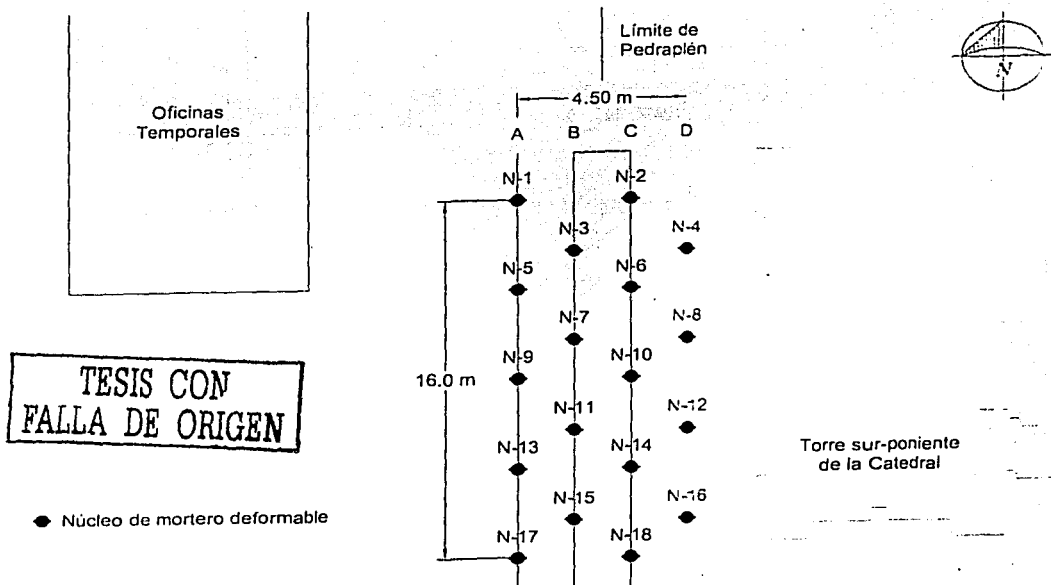 Límite de
Pedraplén
4.50 m
Oficinas
Temporales
A B C D
N
N-1 N-2
N-3 N-4
N-5 N-6
N-7 N-8
N-9 N-10
16.0 m
N-11 N-12
N-13 N-14
N-15 N-16
N-17 N-18
TESIS CON
FALLA DE ORIGEN
Torre sur-poniente
de la Catedral
Núcleo de mortero deformable